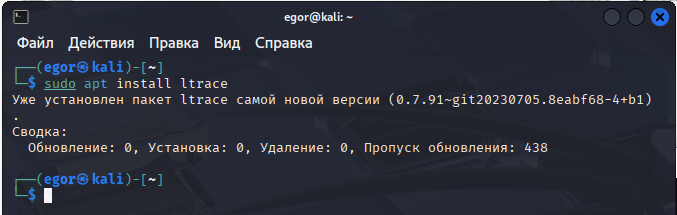 egor@kali: ~
Файл Действия Правка Вид Справка
┌──(egor㉿kali)-[~]
└─$ sudo apt install ltrace
Уже установлен пакет ltrace самой новой версии (0.7.91~git20230705.8eabf68-4+b1)
.
Сводка:
  Обновление: 0, Установка: 0, Удаление: 0, Пропуск обновления: 438
┌──(egor㉿kali)-[~]
└─$